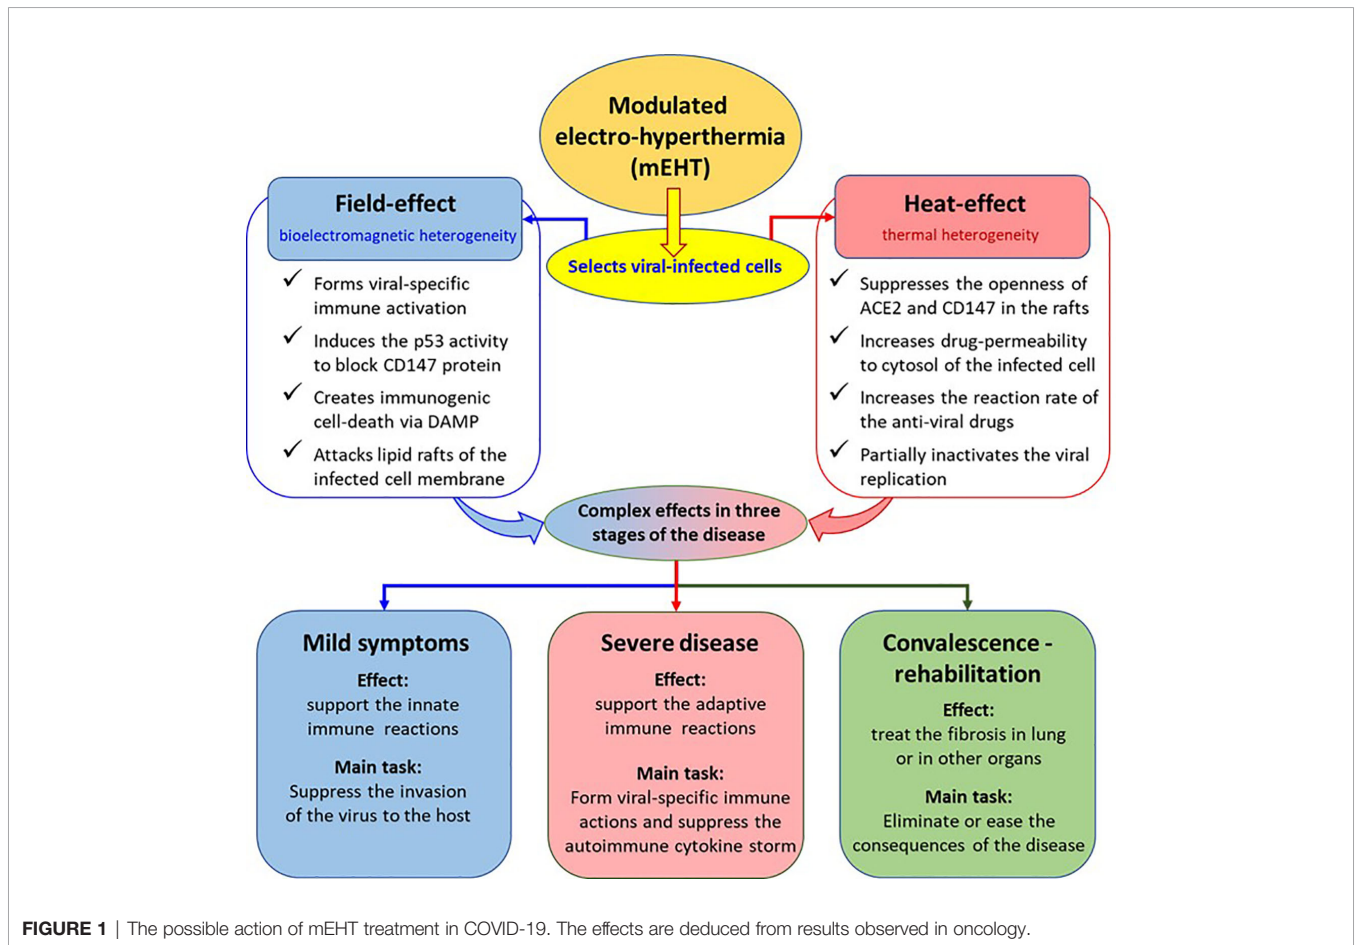 Modulated
electro-hyperthermia
(mEHT)
Selects viral-infected cells
Field-effect
bioelectromagnetic heterogeneity
✓ Forms viral-specific
immune activation
✓ Induces the p53 activity
to block CD147 protein
✓ Creates immunogenic
cell-death via DAMP
✓ Attacks lipid rafts of the
infected cell membrane
Heat-effect
thermal heterogeneity
✓ Suppresses the openness of
ACE2 and CD147 in the rafts
✓ Increases drug-permeability
to cytosol of the infected cell
✓ Increases the reaction rate of
the anti-viral drugs
✓ Partially inactivates the viral
replication
Complex effects in three
stages of the disease
Mild symptoms
Effect:
support the innate
immune reactions
Main task:
Suppress the invasion
of the virus to the host
Severe disease
Effect:
support the adaptive
immune reactions
Main task:
Form viral-specific immune
actions and suppress the
autoimmune cytokine storm
Convalescence -
rehabilitation
Effect:
treat the fibrosis in lung
or in other organs
Main task:
Eliminate or ease the
consequences of the disease
FIGURE 1 | The possible action of mEHT treatment in COVID-19. The effects are deduced from results observed in oncology.